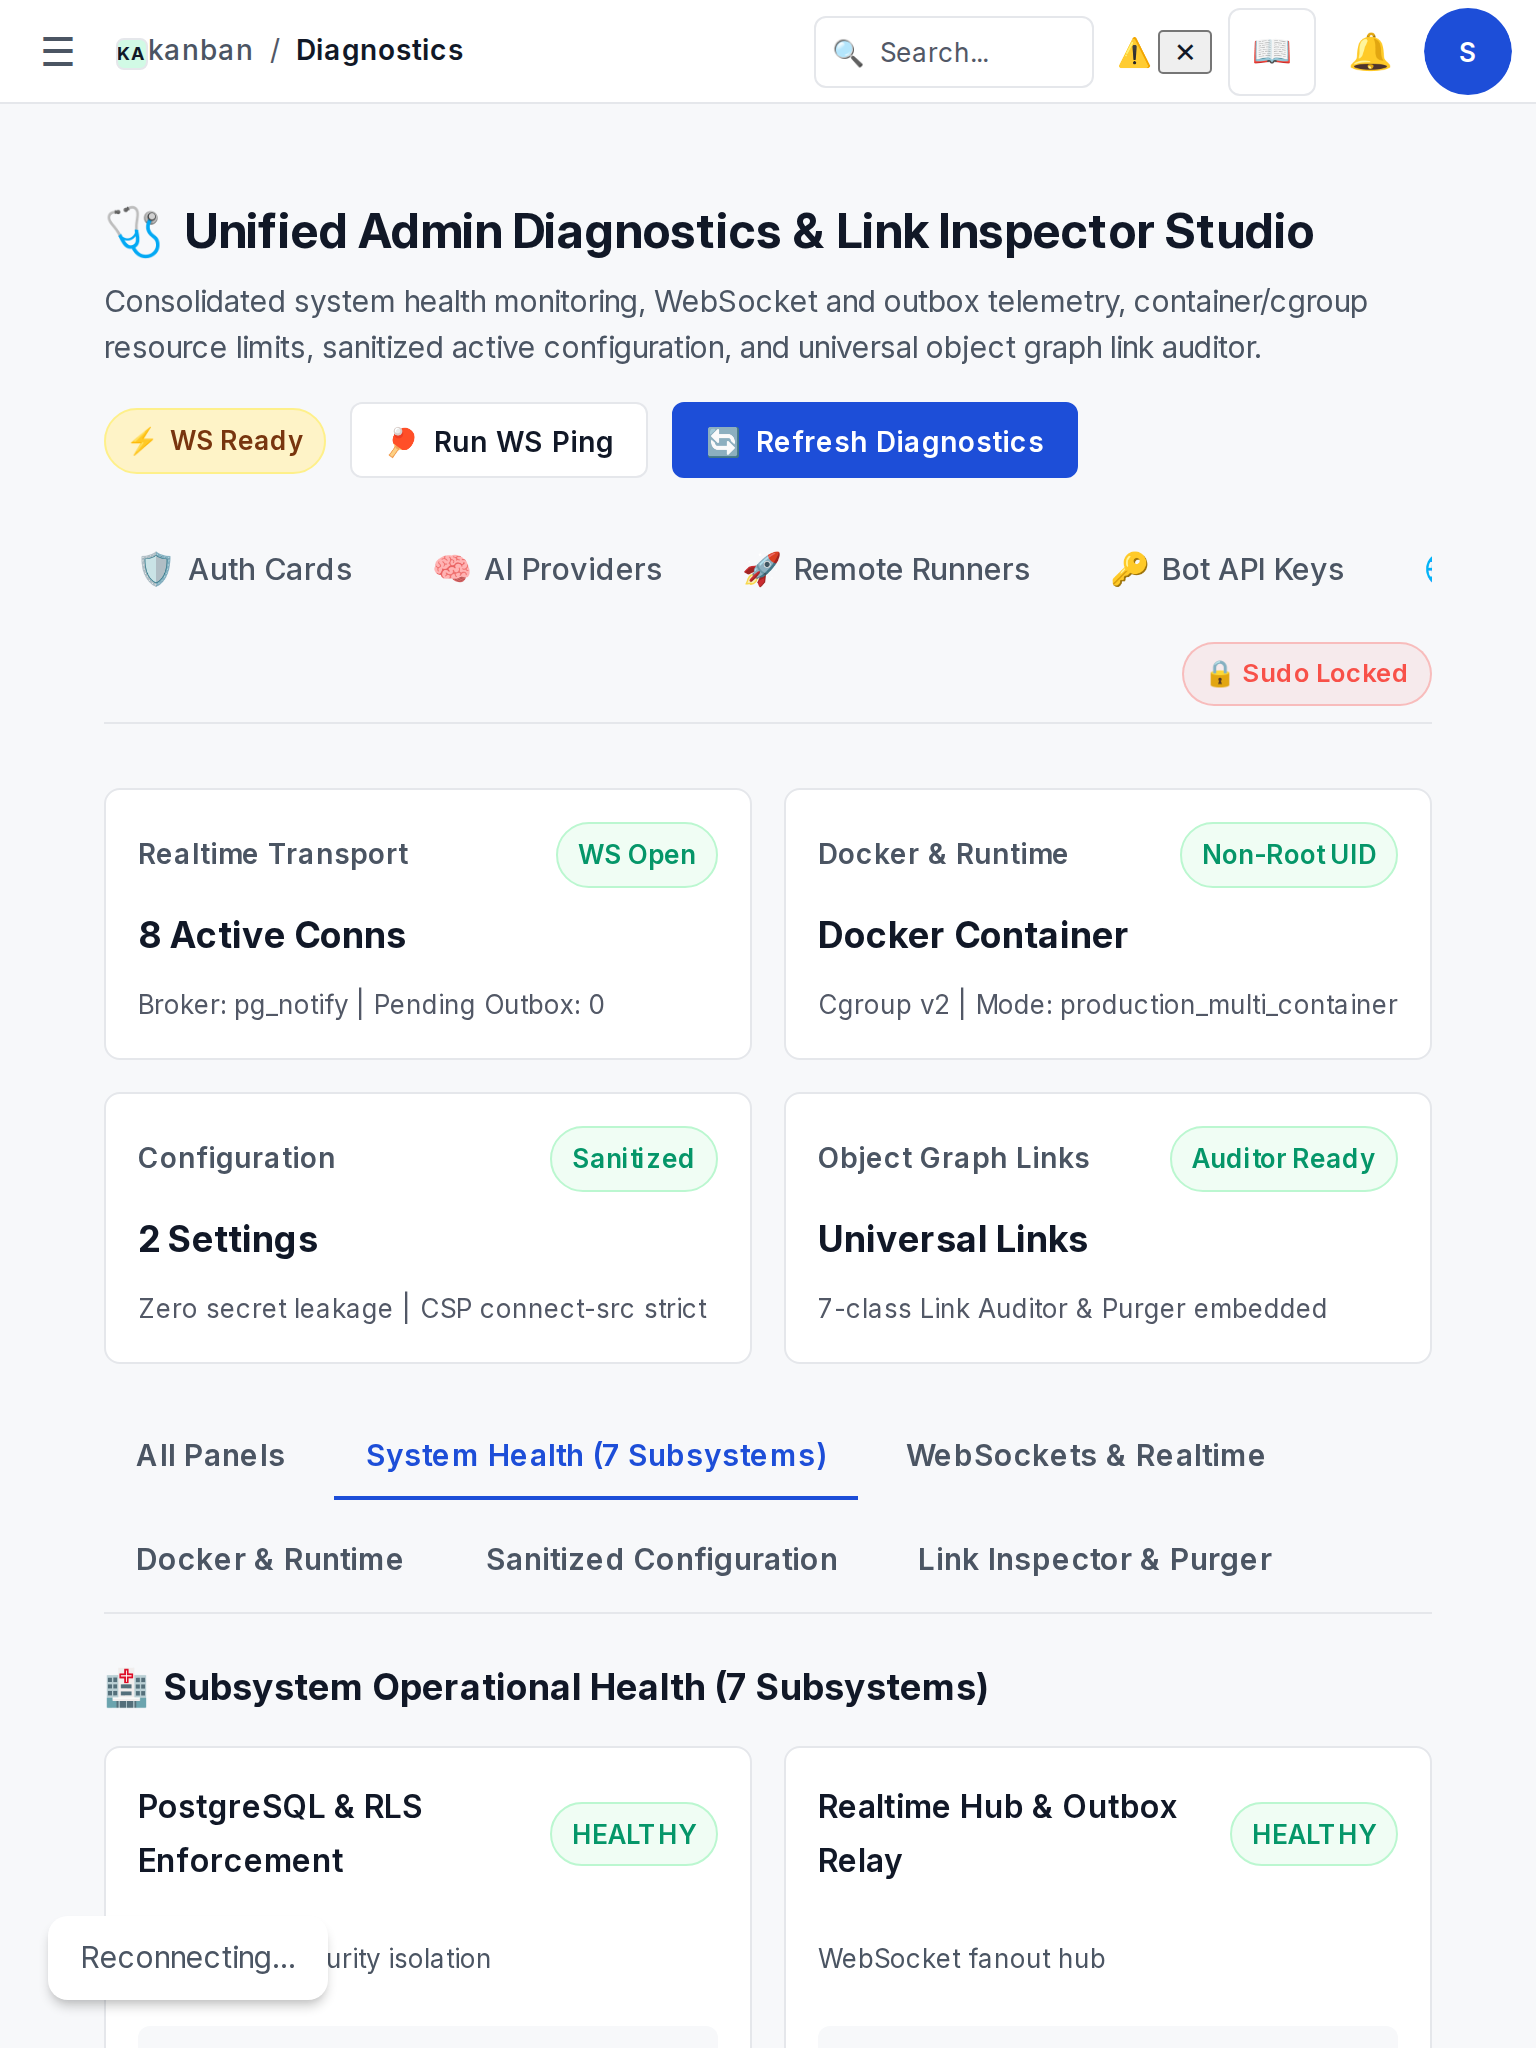 KA kanban / Diagnostics
Search...
S
Unified Admin Diagnostics & Link Inspector Studio
Consolidated system health monitoring, WebSocket and outbox telemetry, container/cgroup
resource limits, sanitized active configuration, and universal object graph link auditor.
WS Ready
Run WS Ping
Refresh Diagnostics
Auth Cards
AI Providers
Remote Runners
Bot API Keys
Sudo Locked
Realtime Transport
WS Open
8 Active Conns
Broker: pg_notify | Pending Outbox: 0
Docker & Runtime
Non-Root UID
Docker Container
Cgroup v2 | Mode: production_multi_container
Configuration
Sanitized
2 Settings
Zero secret leakage | CSP connect-src strict
Object Graph Links
Auditor Ready
Universal Links
7-class Link Auditor & Purger embedded
All Panels
System Health (7 Subsystems)
WebSockets & Realtime
Docker & Runtime
Sanitized Configuration
Link Inspector & Purger
Subsystem Operational Health (7 Subsystems)
PostgreSQL & RLS
Enforcement
HEALTHY
isolation
Realtime Hub & Outbox
Relay
HEALTHY
WebSocket fanout hub
Reconnecting...